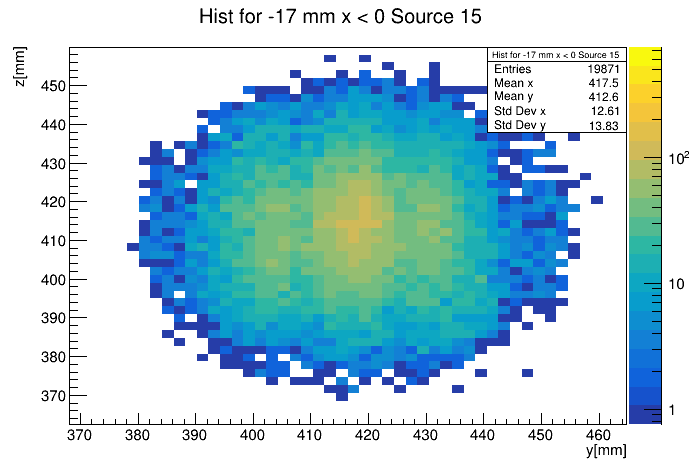 Hist for -17 mm x < 0 Source 15
z[mm]
Hist for -17 mm x < 0 Source 15
Entries 19871
Mean x 417.5
Mean y 412.6
Std Dev x 12.61
Std Dev y 13.83
450
440
430
420
410
400
390
380
370
10²
10
1
370 380 390 400 410 420 430 440 450 460
y[mm]